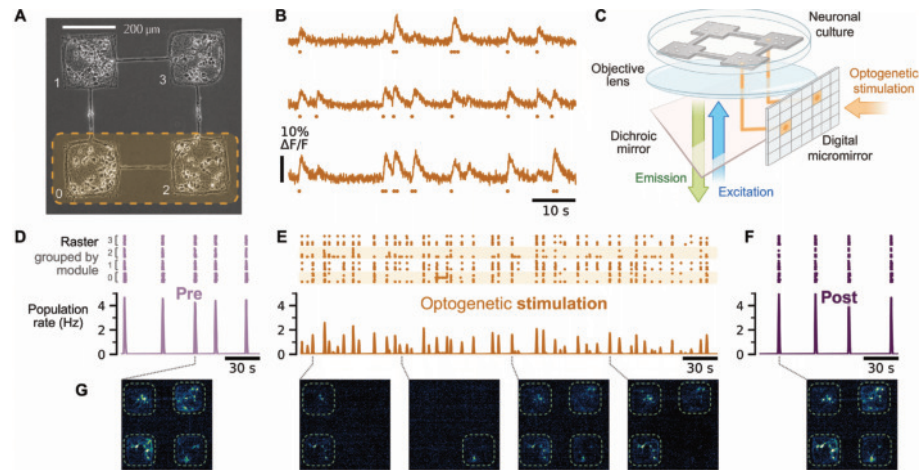 A
200 μm
1
3
0
2
B
10%
ΔF/F
10 s
C
Neuronal
culture
Objective
lens
Optogenetic
stimulation
Dichroic
mirror
Digital
micromirror
Emission
Excitation
D
Raster
grouped by
module
3
2
1
0
Pre
Population
rate (Hz)
4
2
0
30 s
E
Optogenetic stimulation
4
2
0
30 s
F
Post
4
2
0
30 s
G